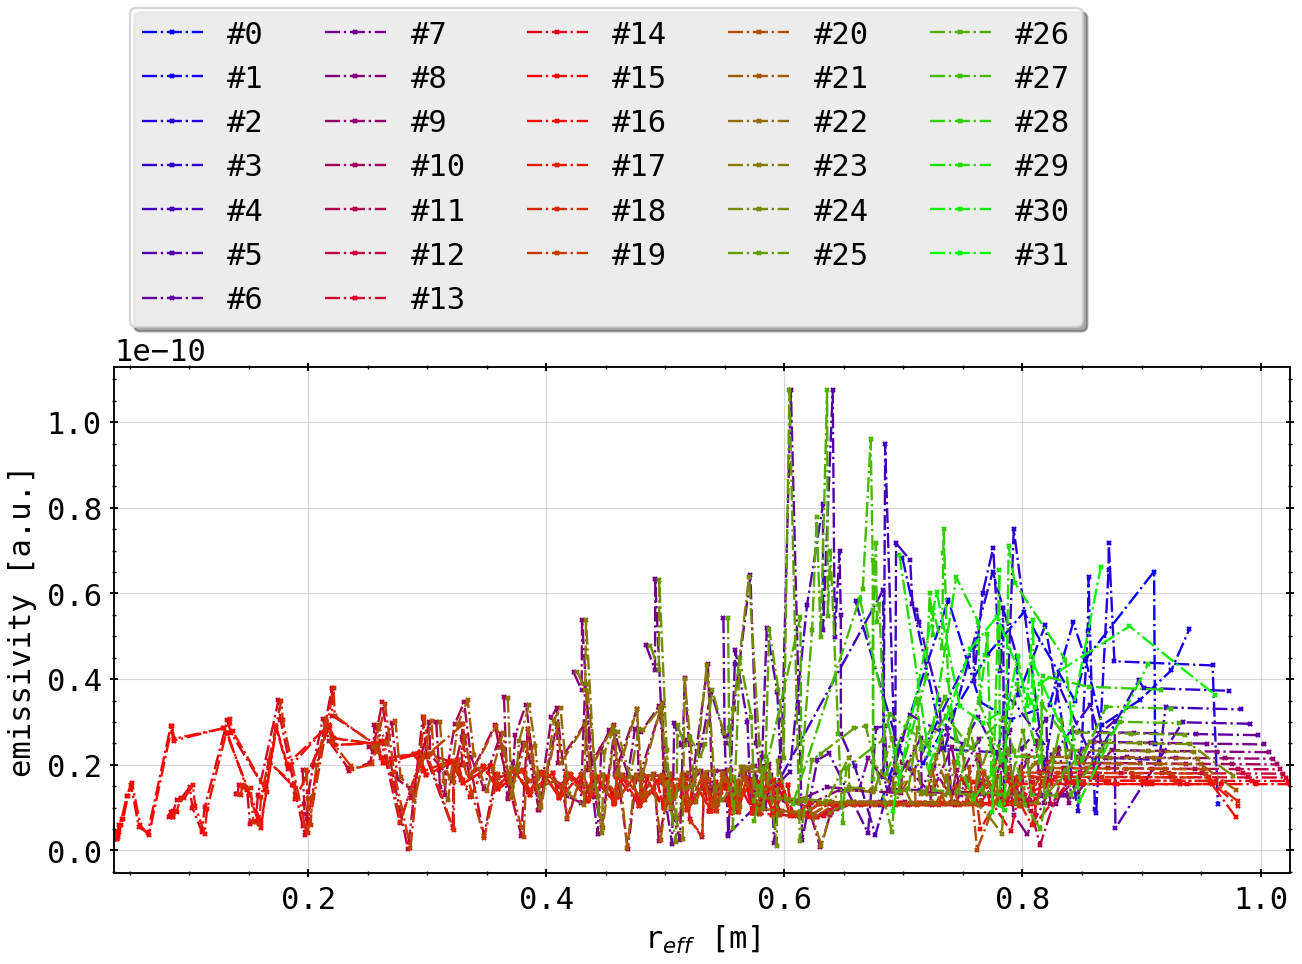 #0 #7 #14 #20 #26
#1 #8 #15 #21 #27
#2 #9 #16 #22 #28
#3 #10 #17 #23 #29
#4 #11 #18 #24 #30
#5 #12 #19 #25 #31
#6 #13
1e−10
1.0
0.8
0.6
0.4
0.2
0.0
emissivity [a.u.]
0.2 0.4 0.6 0.8 1.0
r_eff [m]